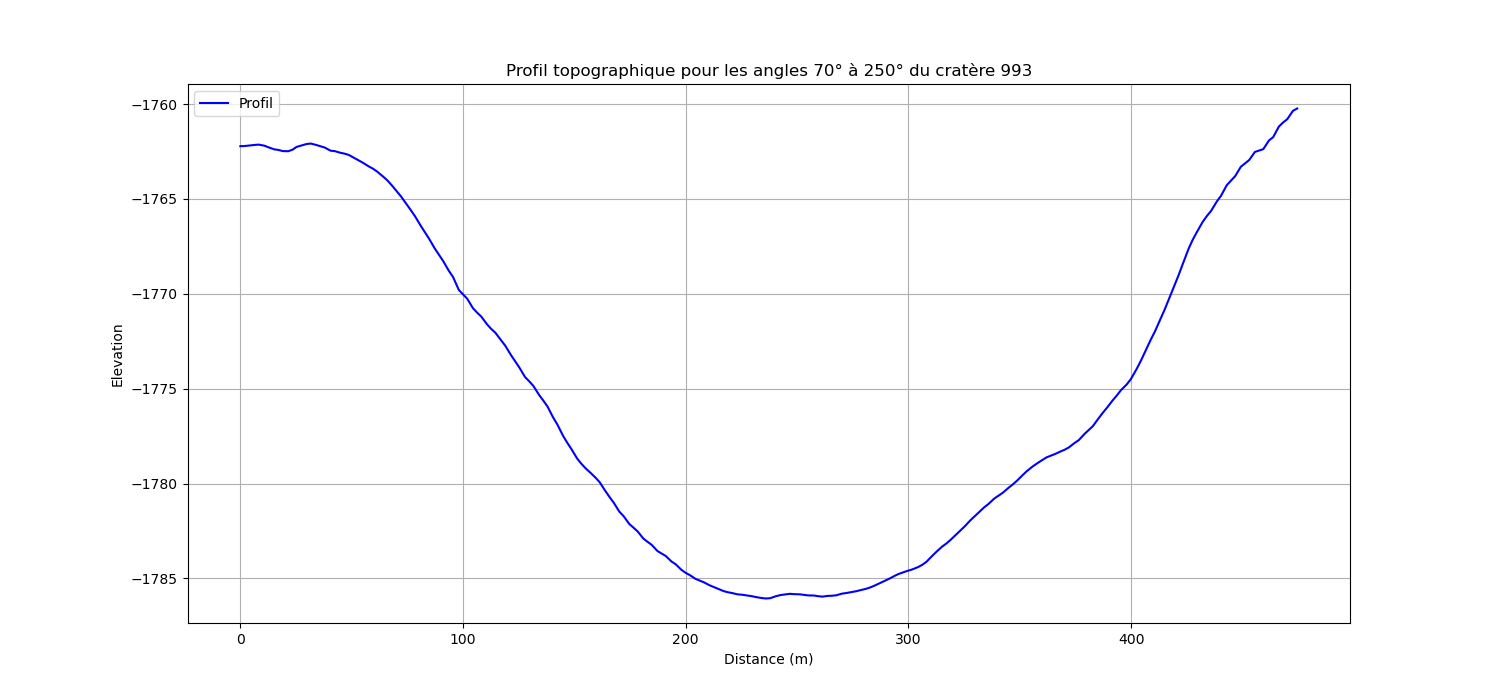 Profil topographique pour les angles 70° à 250° du cratère 993
Profil
−1760
−1765
−1770
−1775
−1780
−1785
Elevation
0 100 200 300 400
Distance (m)